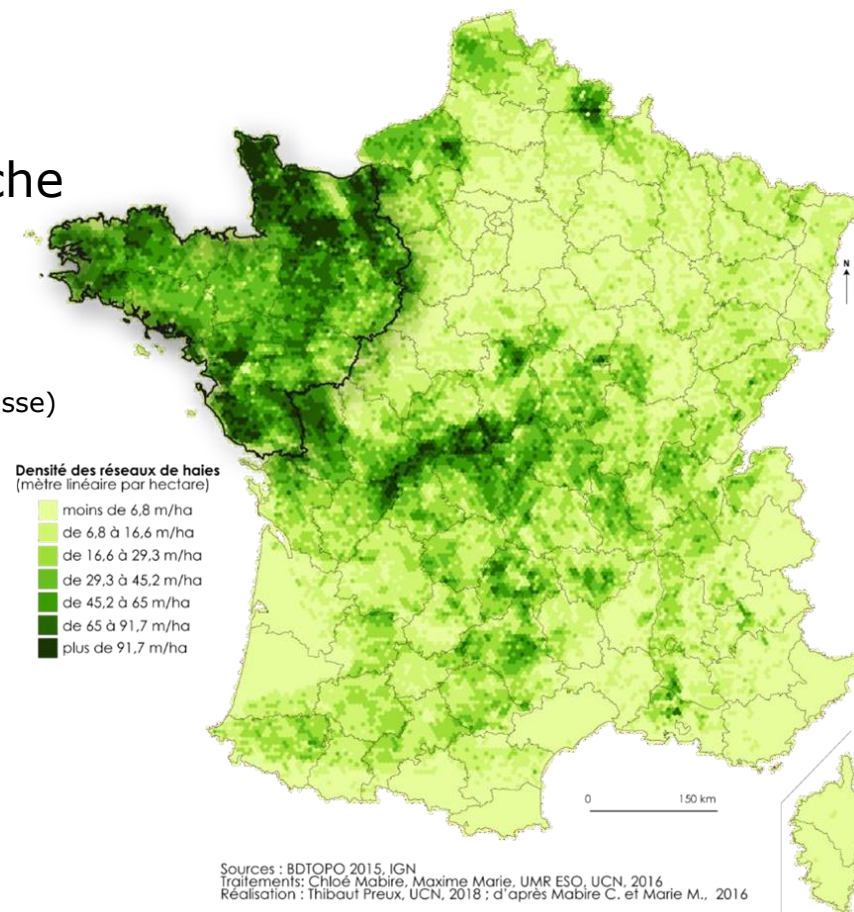 che
sse)
N
Densité des réseaux de haies
(mètre linéaire par hectare)
moins de 6,8 m/ha
de 6,8 à 16,6 m/ha
de 16,6 à 29,3 m/ha
de 29,3 à 45,2 m/ha
de 45,2 à 65 m/ha
de 65 à 91,7 m/ha
plus de 91,7 m/ha
0 150 km
Sources : BDTOPO 2015, IGN
Traitements: Chloé Mabire, Maxime Marie, UMR ESO, UCN, 2016
Réalisation : Thibaut Preux, UCN, 2018 ; d'après Mabire C. et Marie M., 2016